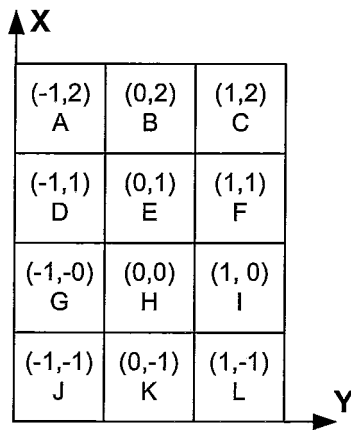 X
(-1,2) (0,2) (1,2)
A B C
(-1,1) (0,1) (1,1)
D E F
(-1,-0) (0,0) (1, 0)
G H I
(-1,-1) (0,-1) (1,-1)
J K L
Y